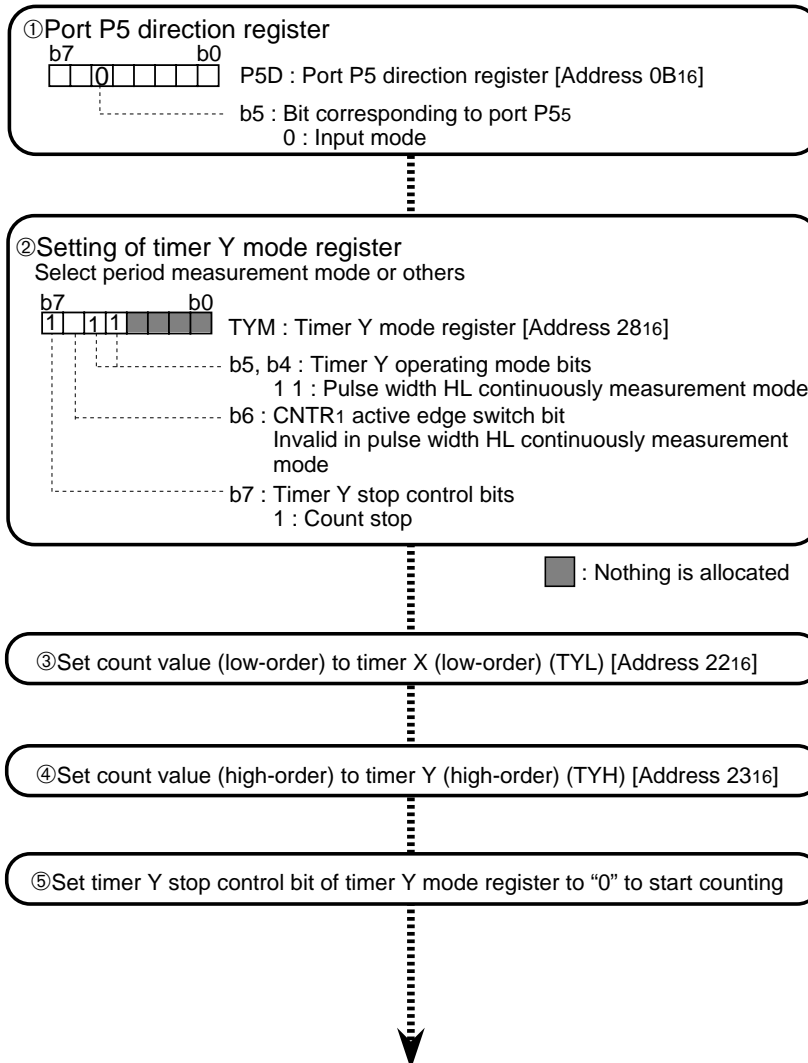 ①Port P5 direction register
b7 b0
0
P5D : Port P5 direction register [Address 0B16]
b5 : Bit corresponding to port P55
0 : Input mode
②Setting of timer Y mode register
Select period measurement mode or others
b7 b0
1 1 1
TYM : Timer Y mode register [Address 2816]
b5, b4 : Timer Y operating mode bits
1 1 : Pulse width HL continuously measurement mode
b6 : CNTR1 active edge switch bit
Invalid in pulse width HL continuously measurement
mode
b7 : Timer Y stop control bits
1 : Count stop
: Nothing is allocated
③Set count value (low-order) to timer X (low-order) (TYL) [Address 2216]
④Set count value (high-order) to timer Y (high-order) (TYH) [Address 2316]
⑤Set timer Y stop control bit of timer Y mode register to “0” to start counting